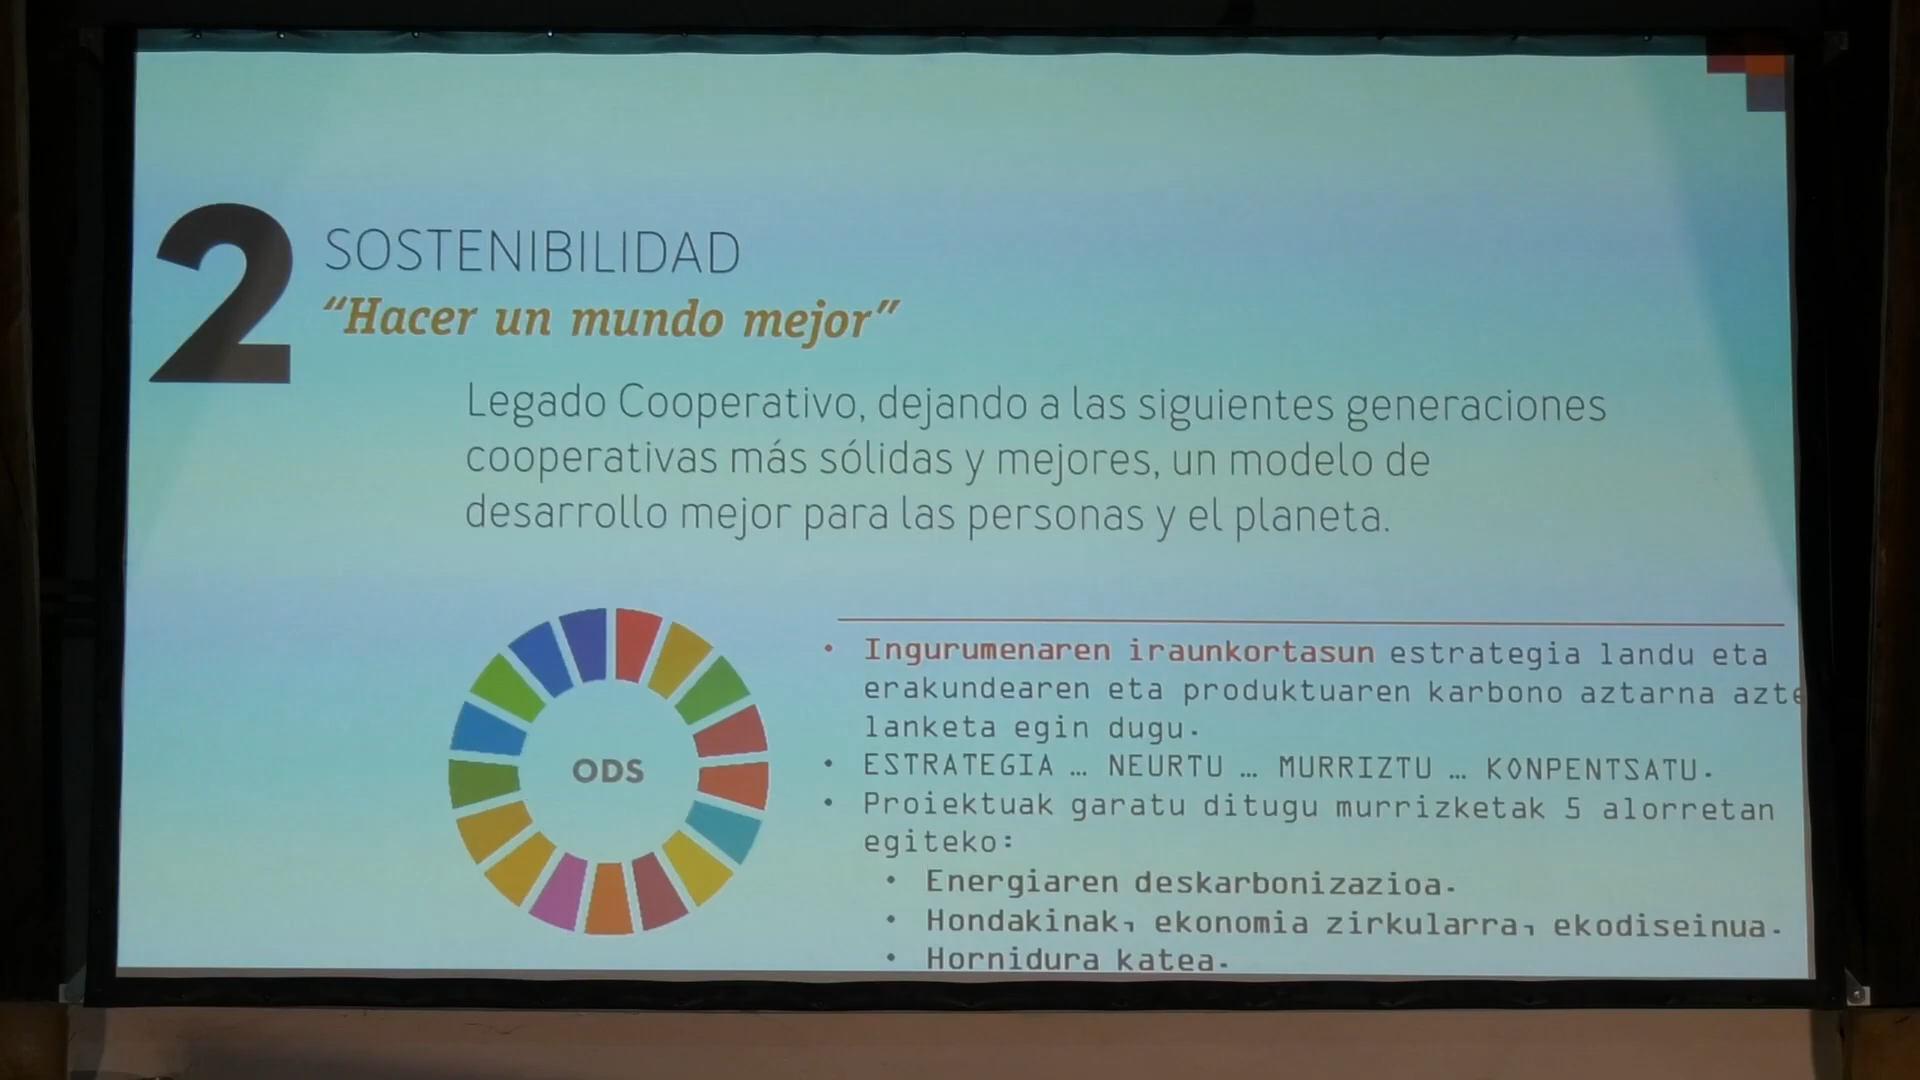 2
SOSTENIBILIDAD
“Hacer un mundo mejor”
Legado Cooperativo, dejando a las siguientes generaciones
cooperativas más sólidas y mejores, un modelo de
desarrollo mejor para las personas y el planeta.
ODS
• Ingurumenaren iraunkortasun estrategia landu eta
erakundearen eta produktuaren karbono aztarna
lanketa egin dugu.
• ESTRATEGIA … NEURTU … MURRIZTU … KONPENTSATU.
• Proiektuak garatu ditugu murrizketak 5 alorretan
egiteko:
• Energiaren deskarbonizazioa.
• Hondakinak, ekonomia zirkularra, ekodiseinua.
• Hornidura katea.